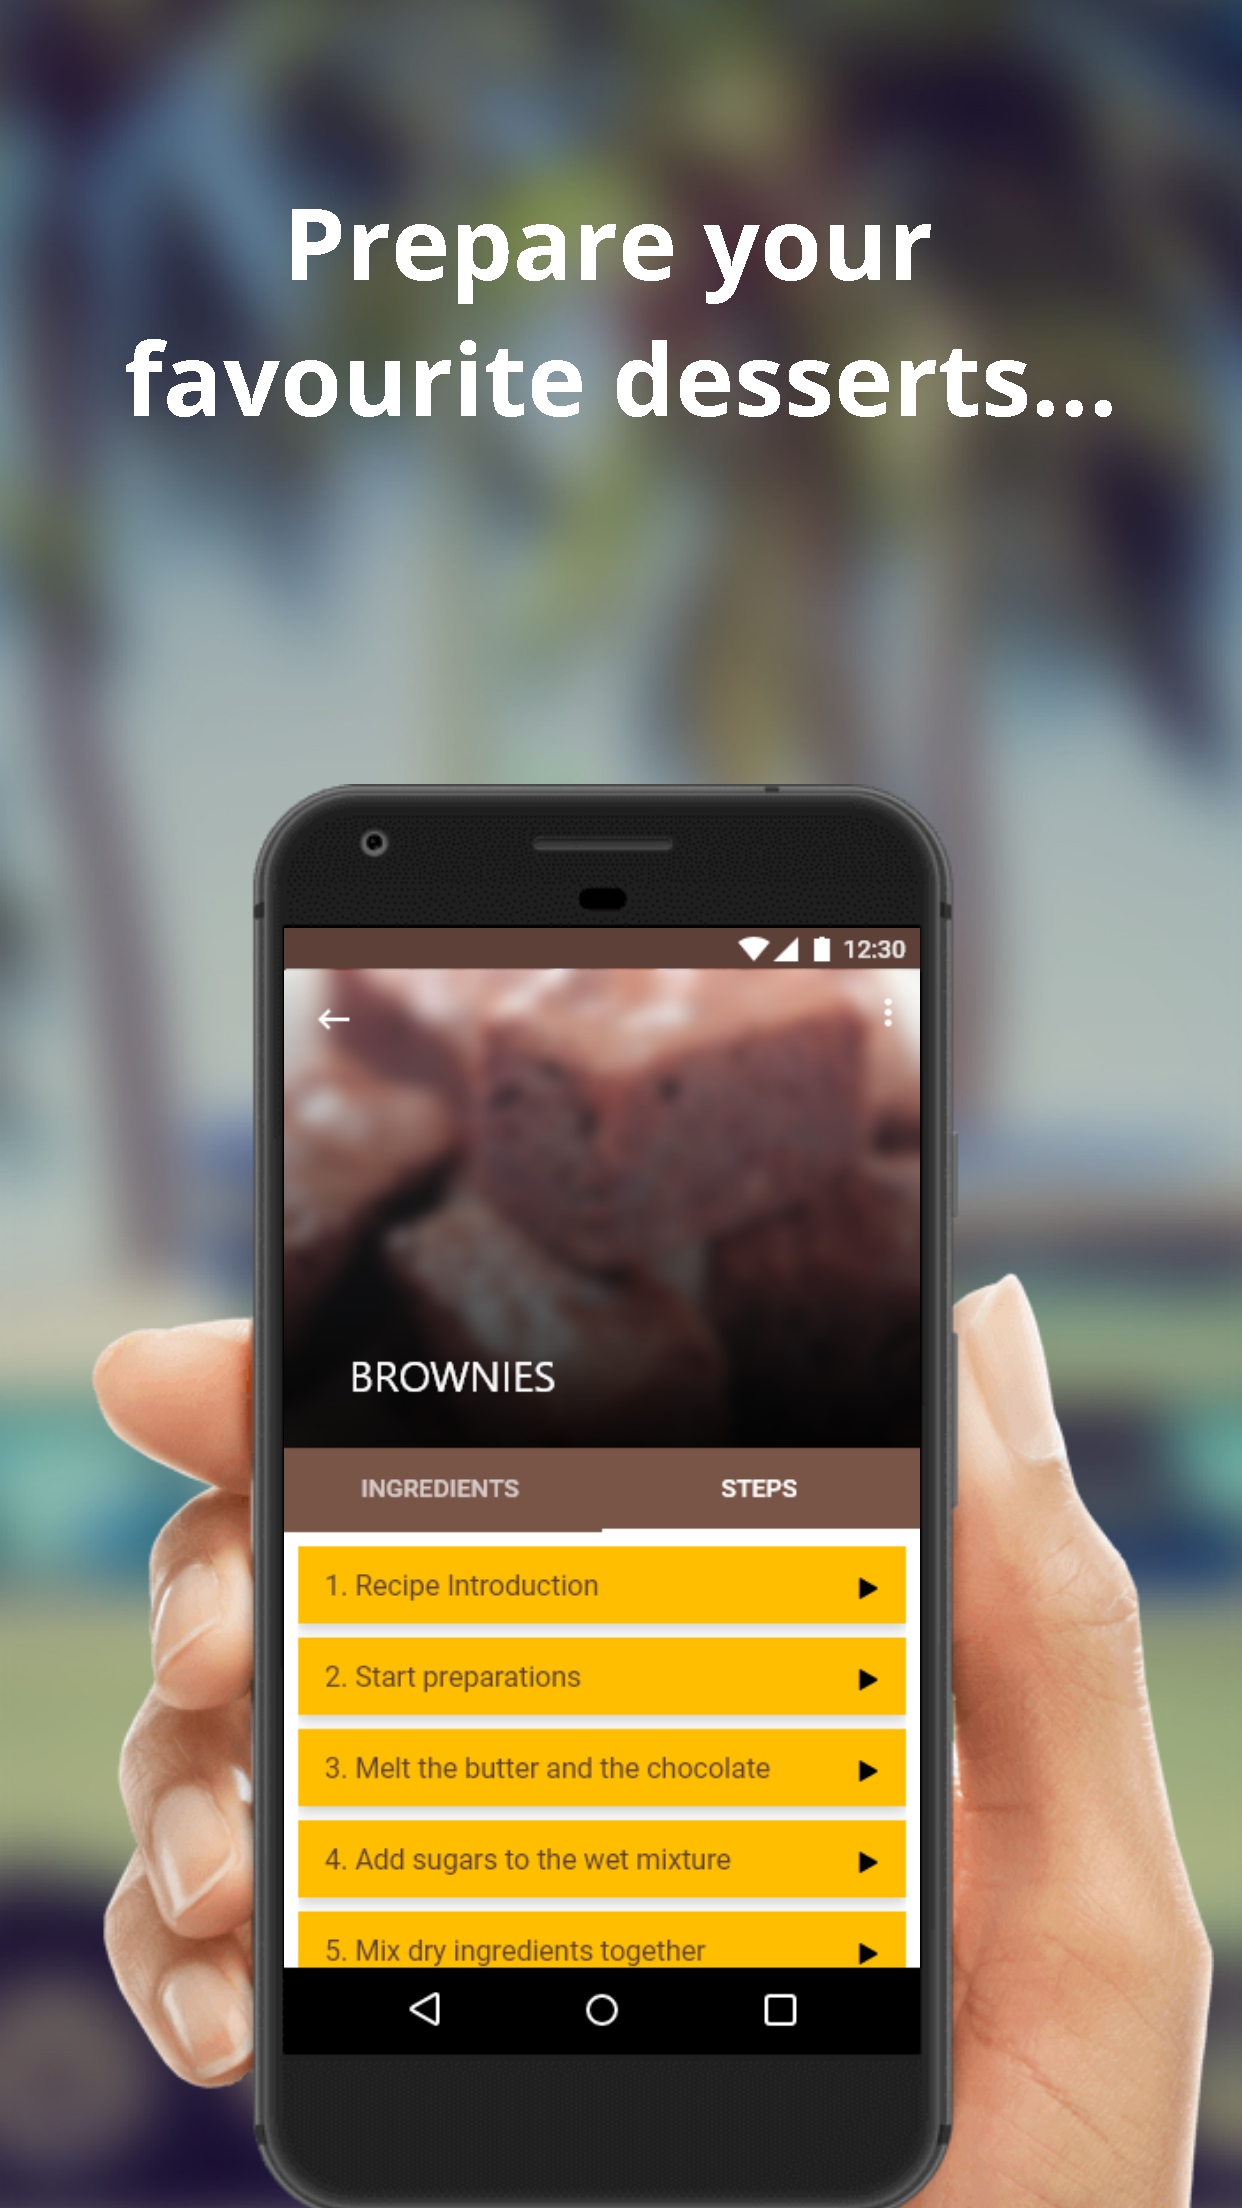 Prepare your
favourite desserts...
12:30
BROWNIES
INGREDIENTS STEPS
1. Recipe Introduction
2. Start preparations
3. Melt the butter and the chocolate
4. Add sugars to the wet mixture
5. Mix dry ingredients together